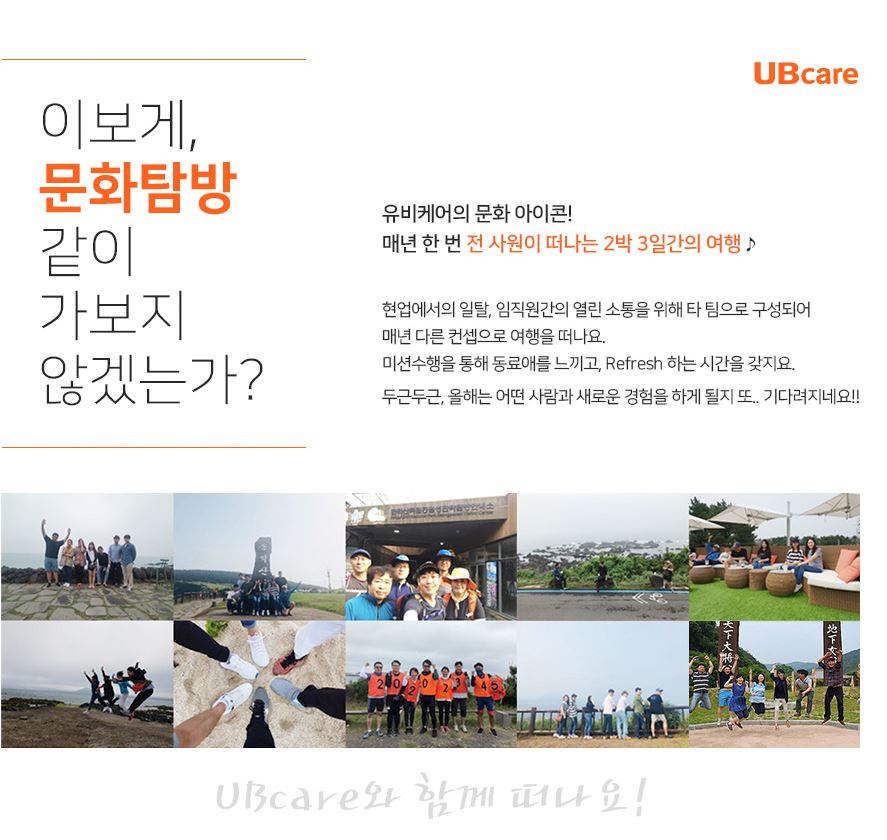 UBcare
이보게,
문화탐방
같이
가보지
않겠는가?
유비케어의 문화 아이콘!
매년 한 번 전 사원이 떠나는 2박 3일간의 여행♪
현업에서의 일탈, 임직원간의 열린 소통을 위해 타 팀으로 구성되어
매년 다른 컨셉으로 여행을 떠나요.
미션수행을 통해 동료애를 느끼고, Refresh 하는 시간을 갖지요.
두근두근, 올해는 어떤 사람과 새로운 경험을 하게 될지 또.. 기다려지네요!!
天下大將
地下女
UBcare와 함께 떠나요!